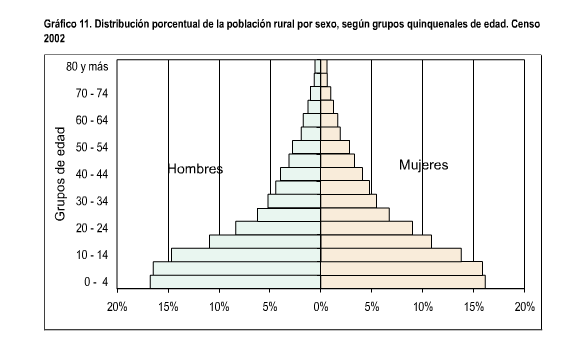 Gráfico 11. Distribución porcentual de la población rural por sexo, según grupos quinquenales de edad. Censo
2002
80 y más
70 - 74
60 - 64
50 - 54
40 - 44
30 - 34
20 - 24
10 - 14
0 - 4
Grupos de edad
Hombres
Mujeres
20% 15% 10% 5% 0% 5% 10% 15% 20%